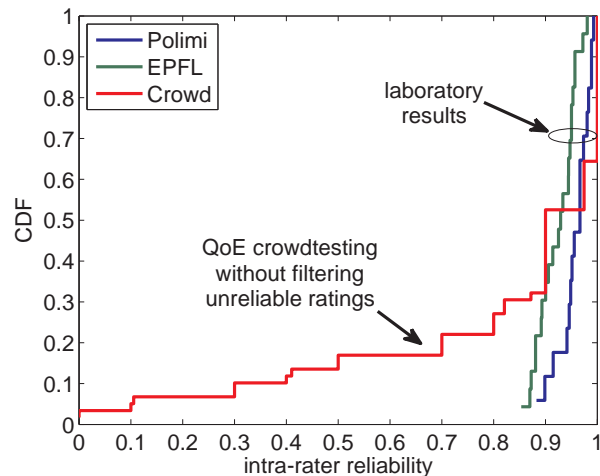 1
0.9
0.8
0.7
0.6
0.5
0.4
0.3
0.2
0.1
0
CDF
Polimi
EPFL
Crowd
laboratory
results
QoE crowdtesting
without filtering
unreliable ratings
0 0.1 0.2 0.3 0.4 0.5 0.6 0.7 0.8 0.9 1
intra-rater reliability